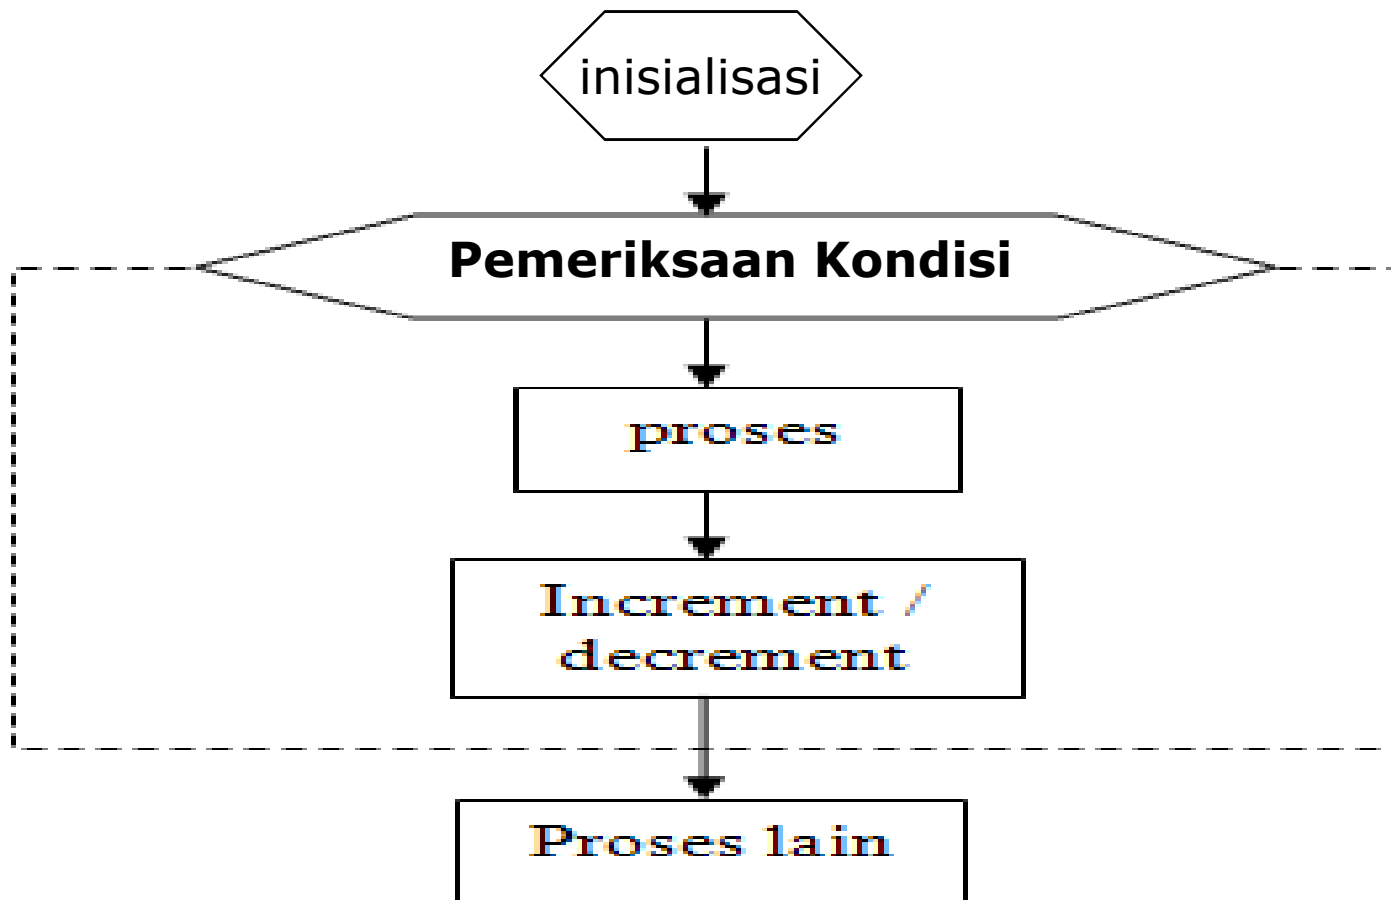 inisialisasi
Pemeriksaan Kondisi
proses
Increment /
decrement
Proses lain